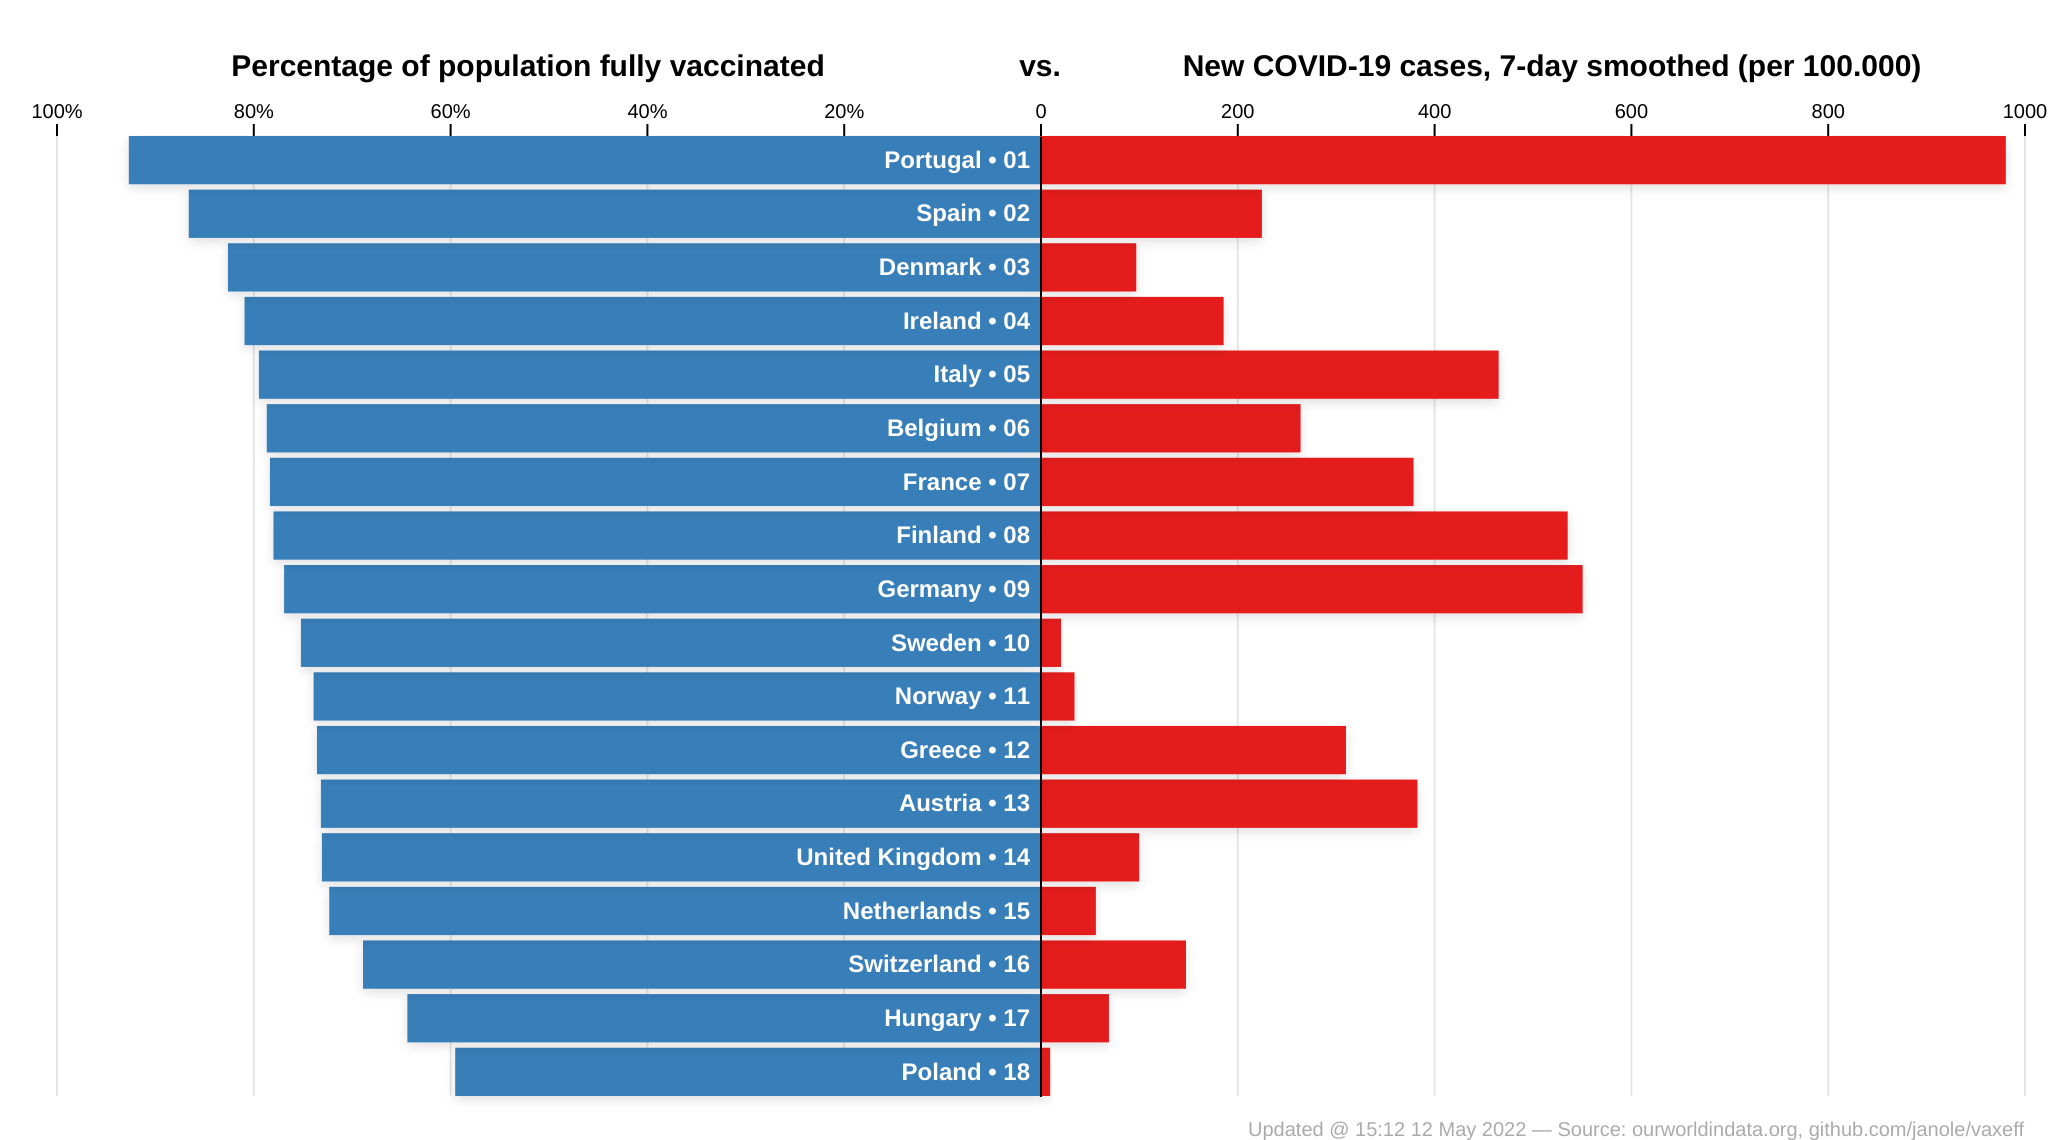 Percentage of population fully vaccinated vs. New COVID-19 cases, 7-day smoothed (per 100.000)
100% 80% 60% 40% 20% 0 200 400 600 800 1000
Portugal • 01
Spain • 02
Denmark • 03
Ireland • 04
Italy • 05
Belgium • 06
France • 07
Finland • 08
Germany • 09
Sweden • 10
Norway • 11
Greece • 12
Austria • 13
United Kingdom • 14
Netherlands • 15
Switzerland • 16
Hungary • 17
Poland • 18
Updated @ 15:12 12 May 2022 — Source: ourworldindata.org, github.com/janole/vaxeff